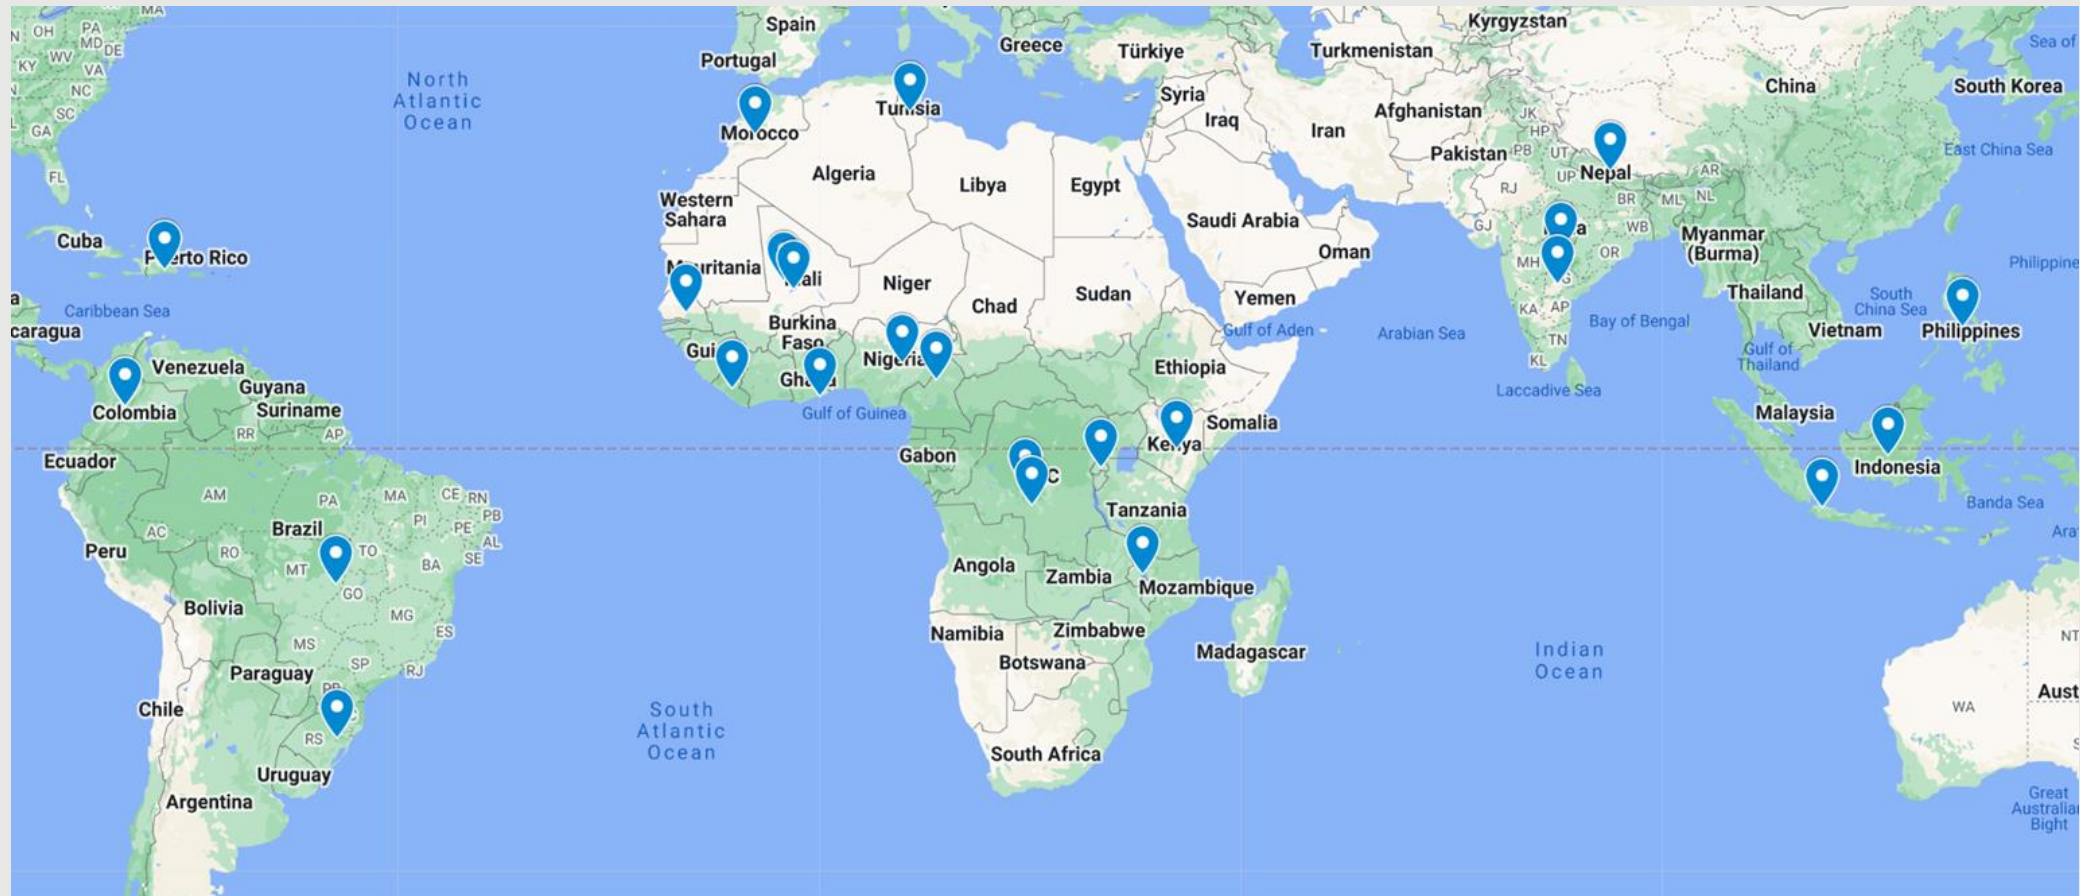 MA
OH
PA
MD
DE
KY
WV
VA
NC
SC
GA
FL
North
Atlantic
Ocean
Cuba
Puerto Rico
Caribbean Sea
caragua
Venezuela
Guyana
Suriname
Colombia
RR
AP
Ecuador
AM
PA
MA
CE
RN
PB
PI
PE
AL
SE
AC
Brazil
TO
RO
MT
BA
Peru
GO
Bolivia
MG
ES
MS
SP
RJ
Paraguay
Chile
RS
Uruguay
Argentina
South
Atlantic
Ocean
Spain
Portugal
Greece
Türkiye
Turkmenistan
Kyrgyzstan
Tunisia
Morocco
Syria
Iraq
Iran
Afghanistan
Algeria
Libya
Egypt
Western
Sahara
Saudi Arabia
Oman
Mauritania
Mali
Niger
Chad
Sudan
Yemen
Gulf of Aden
Arabian Sea
Burkina
Faso
Gui
Ghana
Nigeria
Ethiopia
Gulf of Guinea
Somalia
Kenya
Gabon
C
Tanzania
Angola
Zambia
Mozambique
Namibia
Zimbabwe
Botswana
Madagascar
South Africa
Indian
Ocean
China
South Korea
Sea of
East China Sea
JK
HP
Pakistan
PB
UT
Nepal
UP
RJ
AR
BR
ML
NL
GJ
a
WB
MH
OR
Myanmar
(Burma)
Philippine
Thailand
South
China Sea
KA
AP
Bay of Bengal
Vietnam
Philippines
TN
KL
Gulf of
Thailand
Laccadive Sea
Malaysia
Indonesia
Banda Sea
Ara
NT
Aust
WA
Great
Australia
Bight